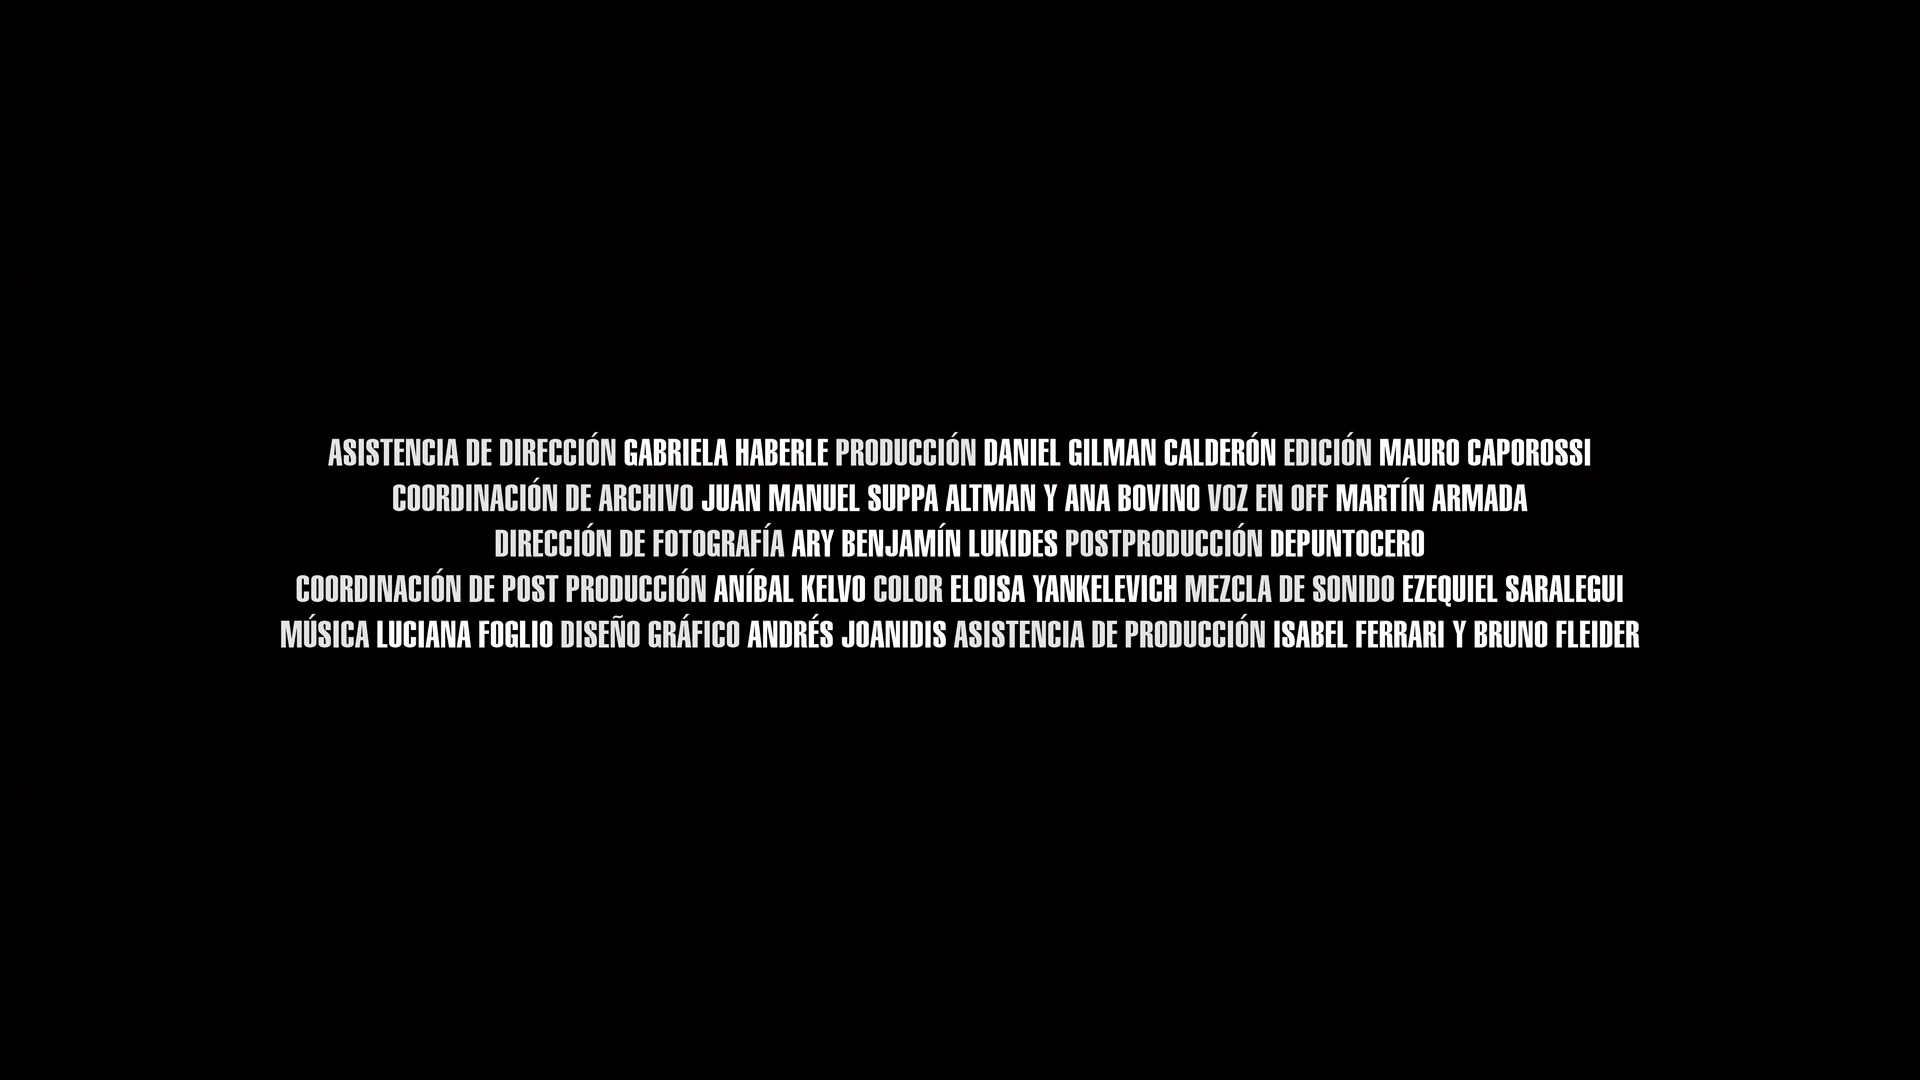 ASISTENCIA DE DIRECCIÓN GABRIELA HABERLE PRODUCCIÓN DANIEL GILMAN CALDERÓN EDICIÓN MAURO CAPOROSSI
COORDINACIÓN DE ARCHIVO JUAN MANUEL SUPPA ALTMAN Y ANA BOVINO VOZ EN OFF MARTÍN ARMADA
DIRECCIÓN DE FOTOGRAFÍA ARY BENJAMÍN LUKIDES POSTPRODUCCIÓN DEPUNTOCERO
COORDINACIÓN DE POST PRODUCCIÓN ANÍBAL KELVO COLOR ELOISA YANKELEVICH MEZCLA DE SONIDO EZEQUIEL SARALEGUI
MÚSICA LUCIANA FOGLIO DISEÑO GRÁFICO ANDRÉS JOANIDIS ASISTENCIA DE PRODUCCIÓN ISABEL FERRARI Y BRUNO FLEIDER